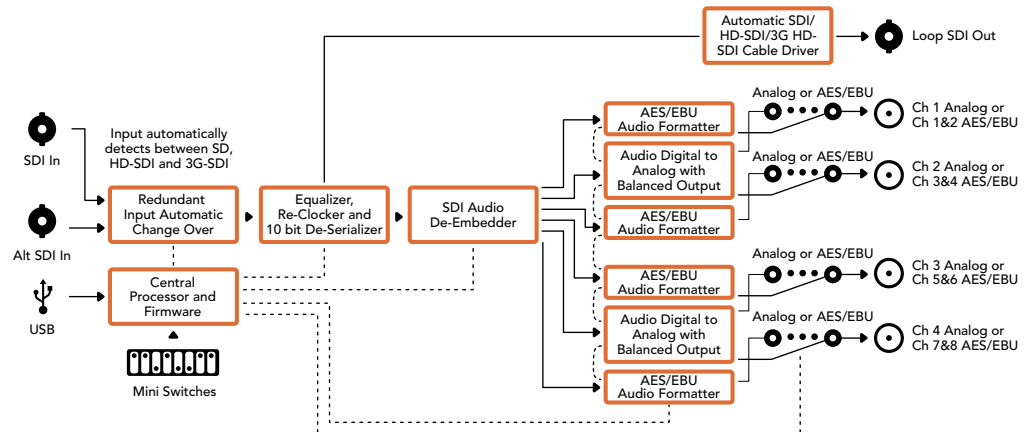 Automatic SDI/
HD-SDI/3G HD-
SDI Cable Driver
Loop SDI Out
SDI In
Input automatically
detects between SD,
HD-SDI and 3G-SDI
Alt SDI In
Redundant
Input Automatic
Change Over
Equalizer,
Re-Clocker and
10 bit De-Serializer
SDI Audio
De-Embedder
USB
Central
Processor and
Firmware
Mini Switches
AES/EBU
Audio Formatter
Audio Digital to
Analog with
Balanced Output
AES/EBU
Audio Formatter
AES/EBU
Audio Formatter
Audio Digital to
Analog with
Balanced Output
AES/EBU
Audio Formatter
Analog or AES/EBU
Ch 1 Analog or
Ch 1&2 AES/EBU
Analog or AES/EBU
Ch 2 Analog or
Ch 3&4 AES/EBU
Analog or AES/EBU
Ch 3 Analog or
Ch 5&6 AES/EBU
Analog or AES/EBU
Ch 4 Analog or
Ch 7&8 AES/EBU